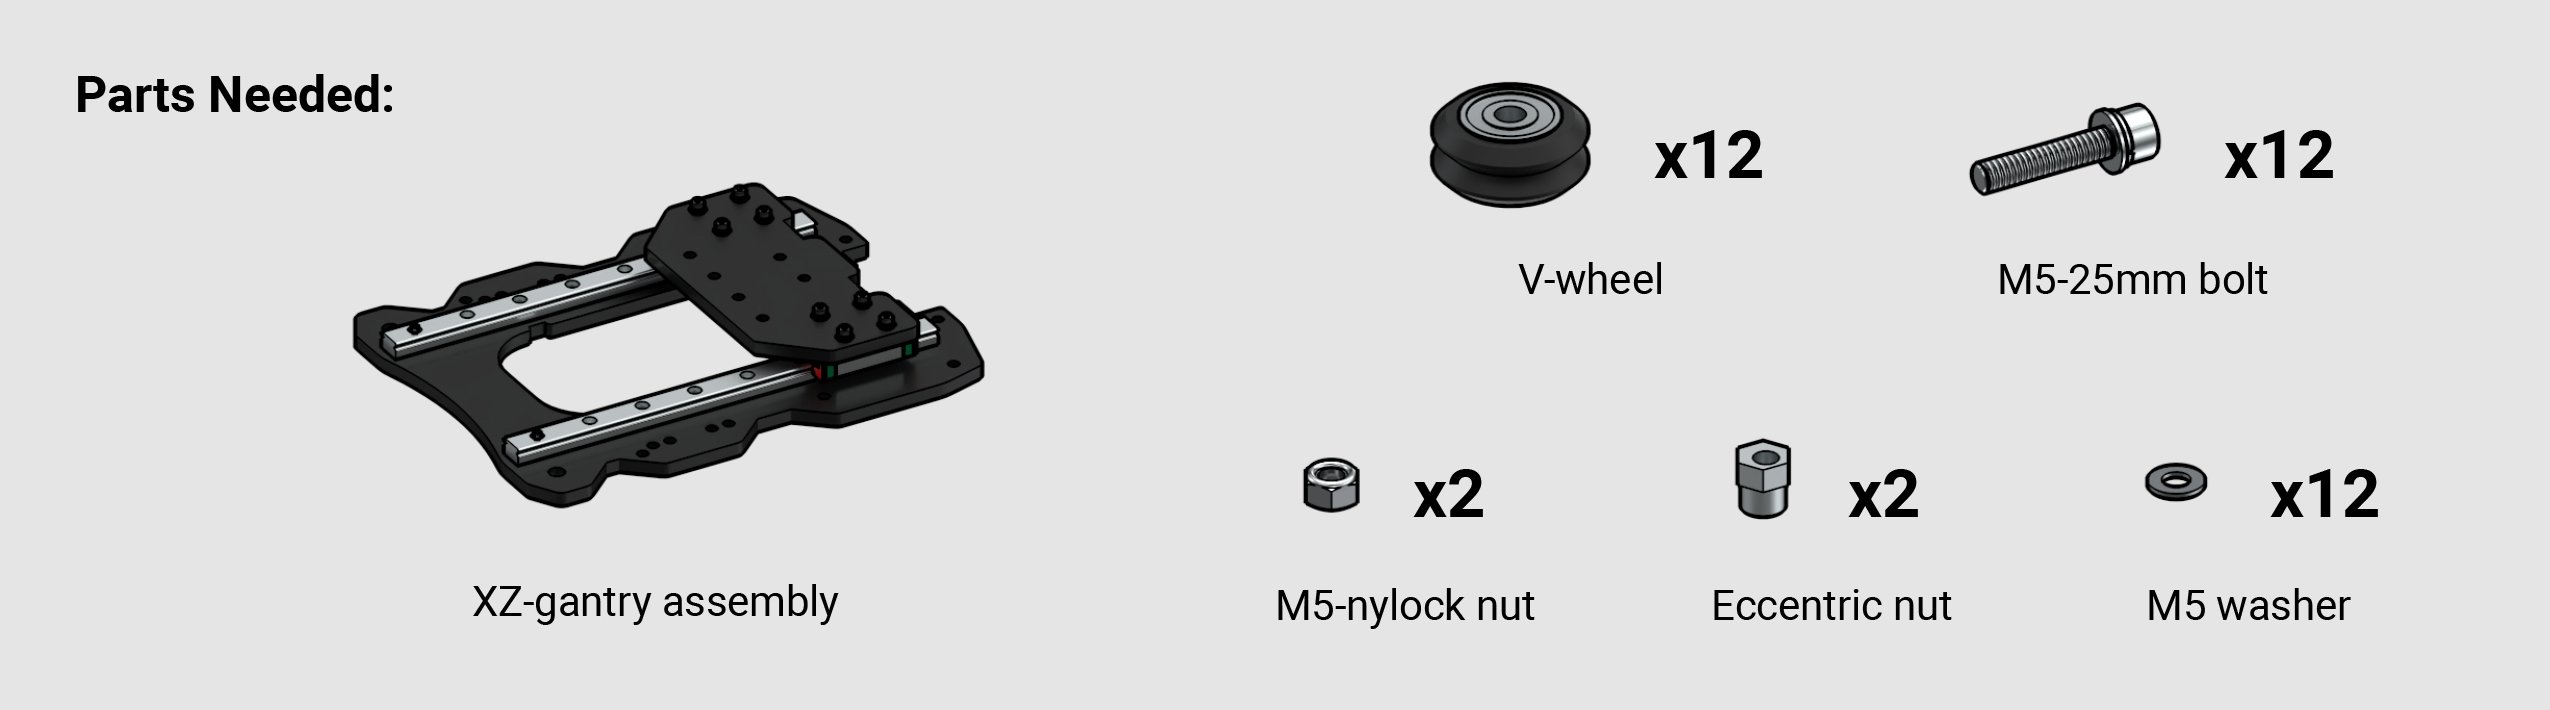 Parts Needed:
x12
x12
V-wheel
M5-25mm bolt
x2
x2
x12
XZ-gantry assembly
M5-nylock nut
Eccentric nut
M5 washer